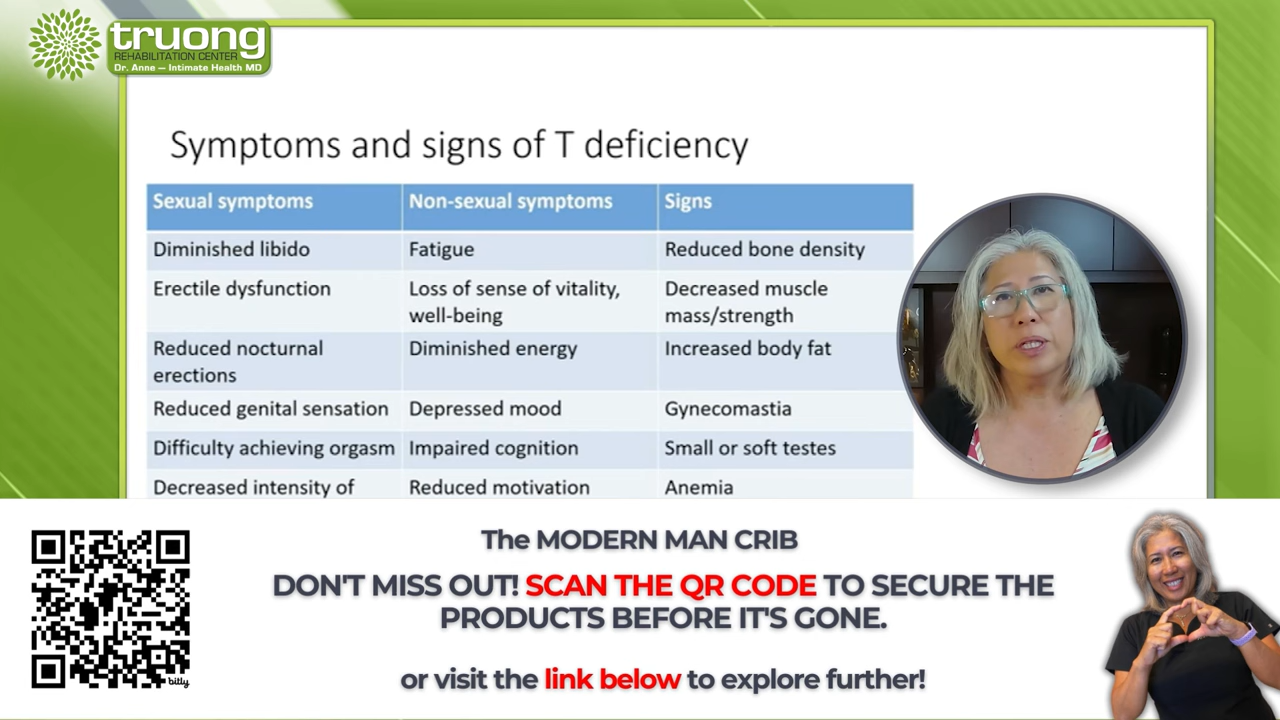 truong
REHABILITATION CENTER
Dr. Anne — Intimate Health MD
Symptoms and signs of T deficiency
Sexual symptoms Non-sexual symptoms Signs
Diminished libido Fatigue Reduced bone density
Erectile dysfunction Loss of sense of vitality, Decreased muscle
well-being mass/strength
Reduced nocturnal Diminished energy Increased body fat
erections
Reduced genital sensation Depressed mood Gynecomastia
Difficulty achieving orgasm Impaired cognition Small or soft testes
Decreased intensity of Reduced motivation Anemia
The MODERN MAN CRIB
DON'T MISS OUT! SCAN THE QR CODE TO SECURE THE
PRODUCTS BEFORE IT'S GONE.
or visit the link below to explore further!
bitly